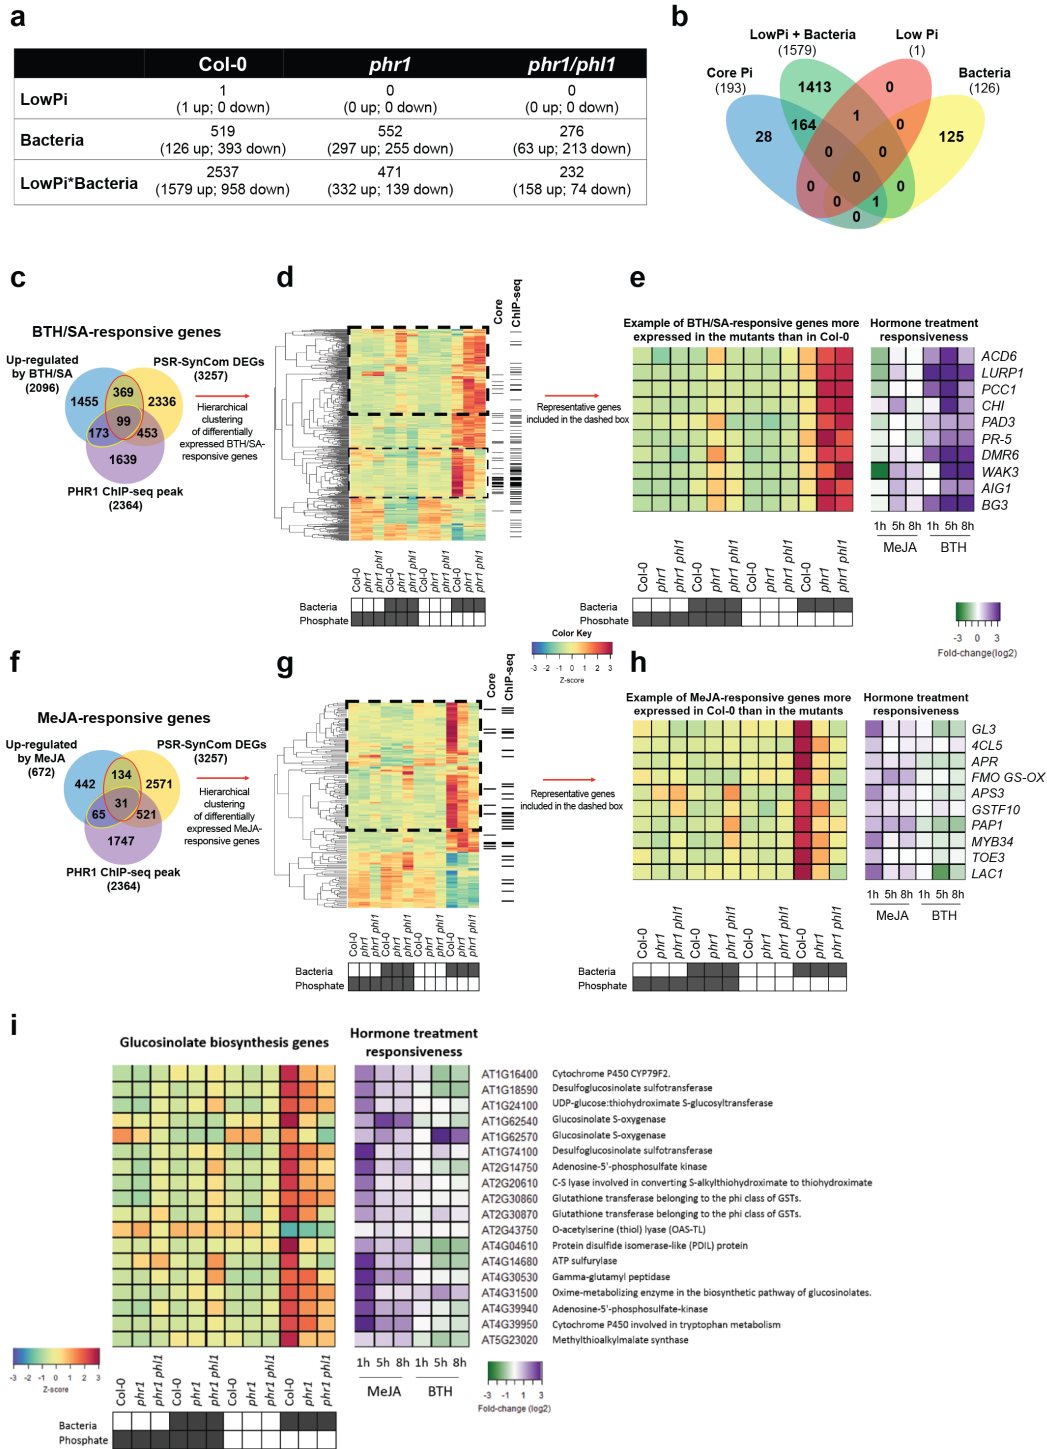 a
Col-0 phr1 phr1/phl1
LowPi 1 0 0
(1 up; 0 down) (0 up; 0 down) (0 up; 0 down)
Bacteria 519 552 276
(126 up; 393 down) (297 up; 255 down) (63 up; 213 down)
LowPi*Bacteria 2537 471 232
(1579 up; 958 down) (332 up; 139 down) (158 up; 74 down)
b
LowPi + Bacteria
(1579)
Low Pi
(1)
Core Pi
(193)
Bacteria
(126)
1413 0
28 164 1 0 125
0 0
0
0 0 1 0
0
c
BTH/SA-responsive genes
Up-regulated
by BTH/SA
(2096)
PSR-SynCom DEGs
(3257)
1455 369 2336
99
173 453
1639
PHR1 ChIP-seq peak
(2364)
Hierarchical
clustering
of differentially
expressed BTH/SA-
responsive genes
d
Core
ChIP-seq
Col-0 phr1 phr1 phl1 Col-0 phr1 phr1 phl1 Col-0 phr1 phr1 phl1 Col-0 phr1 phr1 phl1
Bacteria
Phosphate
Representative genes
included in the dashed box
e
Example of BTH/SA-responsive genes more
expressed in the mutants than in Col-0
Hormone treatment
responsiveness
ACD6
LURP1
PCC1
CHI
PAD3
PR-5
DMR6
WAK3
AIG1
BG3
1h 5h 8h 1h 5h 8h
MeJA BTH
Col-0 phr1 phr1 phl1 Col-0 phr1 phr1 phl1 Col-0 phr1 phr1 phl1 Col-0 phr1 phr1 phl1
Bacteria
Phosphate
-3 0 3
Fold-change(log2)
Color Key
-3 -2 -1 0 1 2 3
Z-score
f
MeJA-responsive genes
Up-regulated
by MeJA
(672)
PSR-SynCom DEGs
(3257)
442 134 2571
31
65 521
1747
PHR1 ChIP-seq peak
(2364)
Hierarchical
clustering
of differentially
expressed MeJA-
responsive genes
g
Core
ChIP-seq
Col-0 phr1 phr1 phl1 Col-0 phr1 phr1 phl1 Col-0 phr1 phr1 phl1 Col-0 phr1 phr1 phl1
Bacteria
Phosphate
Representative genes
included in the dashed box
h
Example of MeJA-responsive genes more
expressed in Col-0 than in the mutants
Hormone treatment
responsiveness
GL3
4CL5
APR
FMO GS-OX
APS3
GSTF10
PAP1
MYB34
TOE3
LAC1
1h 5h 8h 1h 5h 8h
MeJA BTH
Col-0 phr1 phr1 phl1 Col-0 phr1 phr1 phl1 Col-0 phr1 phr1 phl1 Col-0 phr1 phr1 phl1
Bacteria
Phosphate
i
Glucosinolate biosynthesis genes
Hormone treatment
responsiveness
AT1G16400 Cytochrome P450 CYP79F2.
AT1G18590 Desulfoglucosinolate sulfotransferase
AT1G24100 UDP-glucose:thiohydroximate S-glucosyltransferase
AT1G62540 Glucosinolate S-oxygenase
AT1G62570 Glucosinolate S-oxygenase
AT1G74100 Desulfoglucosinolate sulfotransferase
AT2G14750 Adenosine-5'-phosphosulfate kinase
AT2G20610 C-S lyase involved in converting S-alkylthiohydroximate to thiohydroximate
AT2G30860 Glutathione transferase belonging to the phi class of GSTs.
AT2G30870 Glutathione transferase belonging to the phi class of GSTs.
AT2G43750 O-acetylserine (thiol) lyase (OAS-TL)
AT4G04610 Protein disulfide isomerase-like (PDIL) protein
AT4G14680 ATP sulfurylase
AT4G30530 Gamma-glutamyl peptidase
AT4G31500 Oxime-metabolizing enzyme in the biosynthetic pathway of glucosinolates.
AT4G39940 Adenosine-5'-phosphosulfate-kinase
AT4G39950 Cytochrome P450 involved in tryptophan metabolism
AT5G23020 Methylthioalkylmalate synthase
-3 -2 -1 0 1 2 3
Z-score
Col-0 phr1 phr1 phl1 Col-0 phr1 phr1 phl1 Col-0 phr1 phr1 phl1 Col-0 phr1 phr1 phl1
1h 5h 8h 1h 5h 8h
MeJA BTH
-3 -2 -1 0 1 2 3
Fold-change (log2)
Bacteria
Phosphate